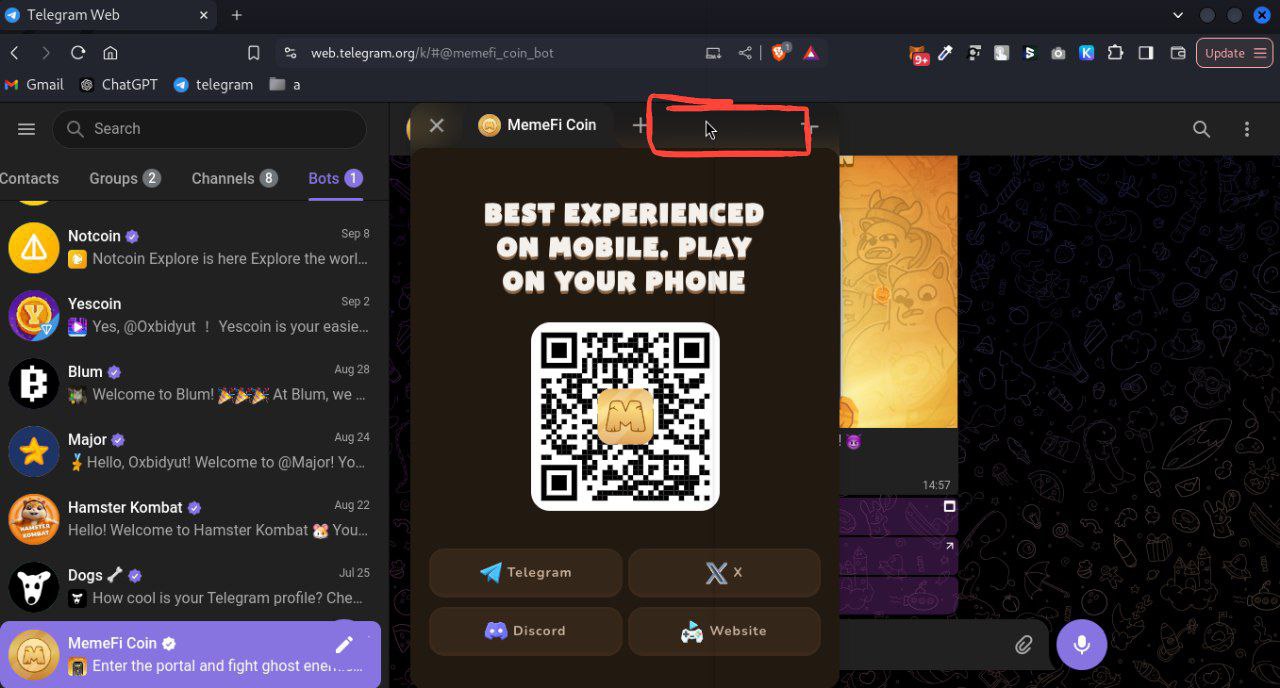 Telegram Web
web.telegram.org/k/#@memefi_coin_bot
1
9+
Update
Gmail
ChatGPT
telegram
a
Search
MemeFi Coin
Contacts
Groups 2
Channels 8
Bots 1
Notcoin
Sep 8
Notcoin Explore is here Explore the worl...
Yescoin
Sep 2
Yes, @Oxbidyut ! Yescoin is your easie...
Blum
Aug 28
Welcome to Blum! 🎉🎉🎉 At Blum, we ...
Major
Aug 24
Hello, Oxbidyut! Welcome to @Major! Yo...
Hamster Kombat
Aug 22
Hello! Welcome to Hamster Kombat 🐹 You...
Dogs 🦴
Jul 25
How cool is your Telegram profile? Che...
MemeFi Coin
Enter the portal and fight ghost
BEST EXPERIENCED
ON MOBILE. PLAY
ON YOUR PHONE
M
Telegram
X
Discord
Website
! 😈
14:57